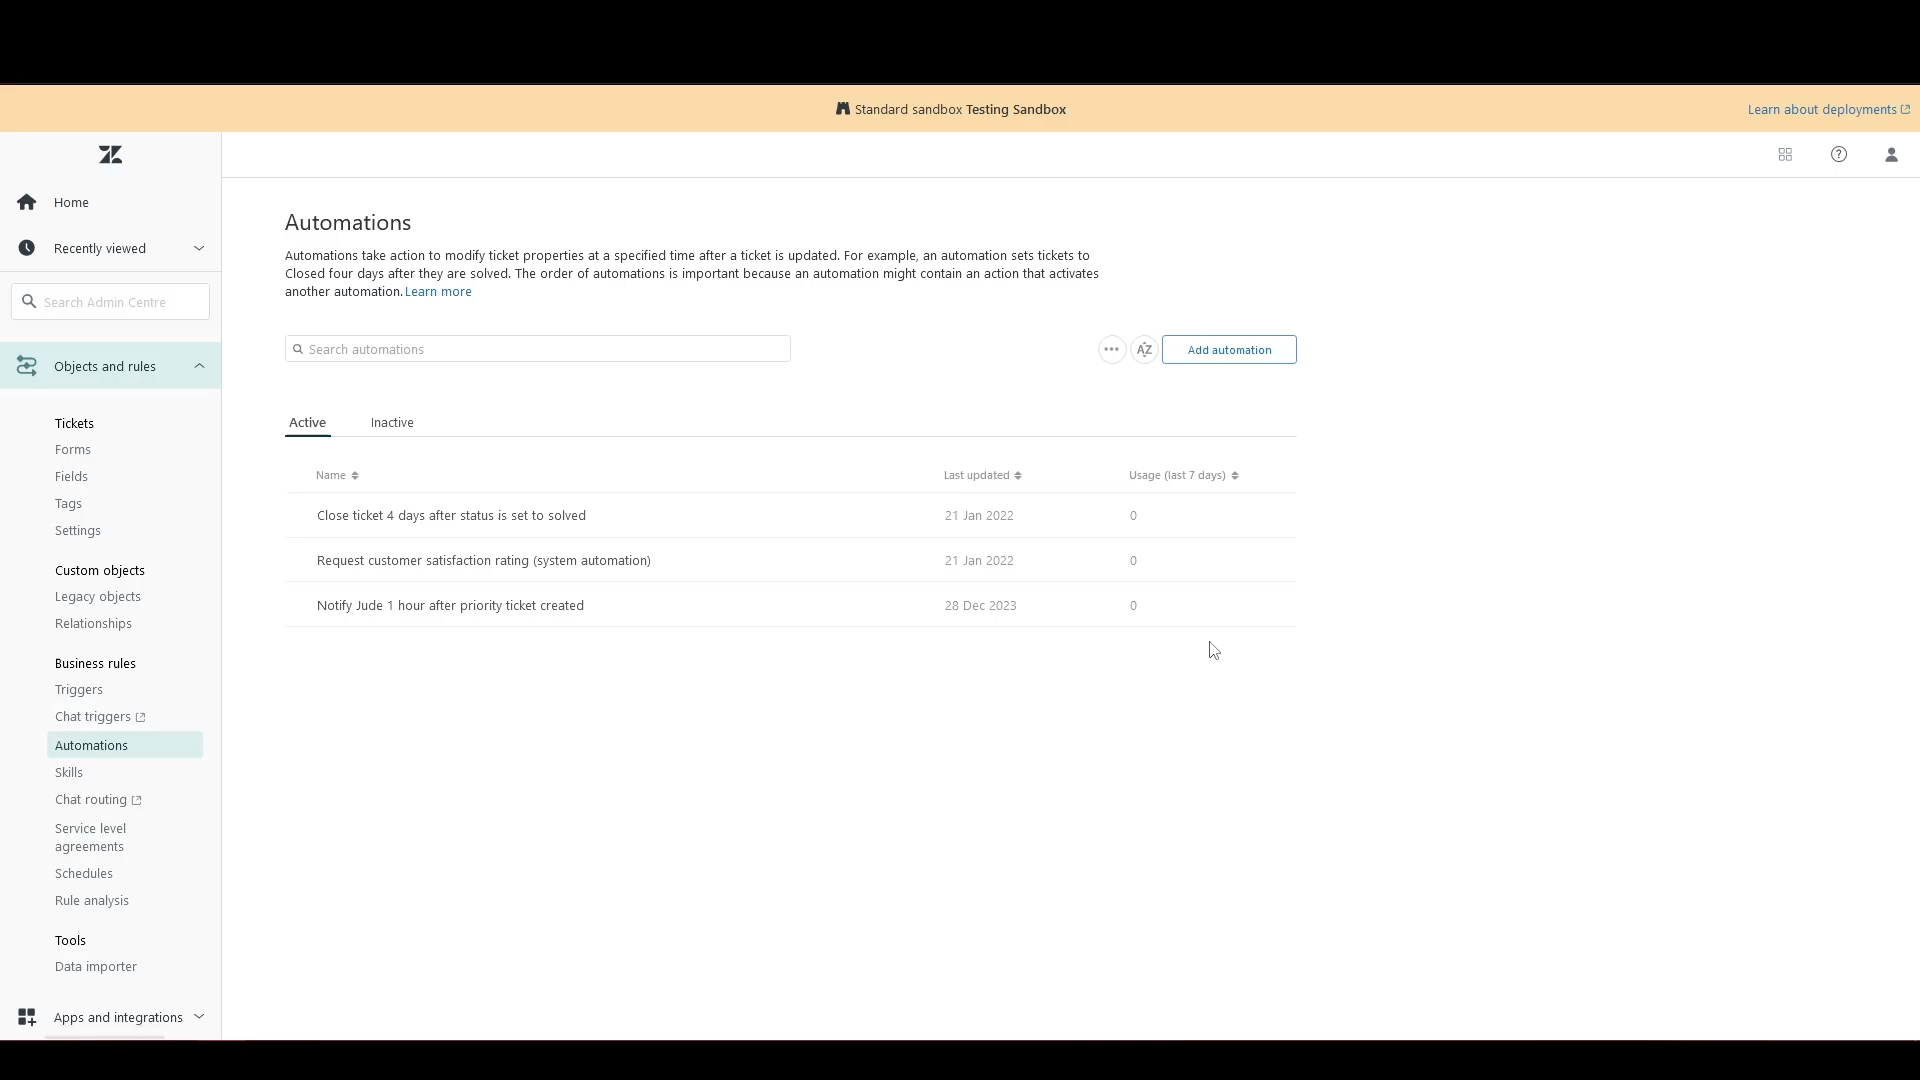 Standard sandbox Testing Sandbox
Learn about deployments
Home
Recently viewed
Search Admin Centre
Objects and rules
Tickets
Forms
Fields
Tags
Settings
Custom objects
Legacy objects
Relationships
Business rules
Triggers
Chat triggers
Automations
Skills
Chat routing
Service level
agreements
Schedules
Rule analysis
Tools
Data importer
Apps and integrations
Automations
Automations take action to modify ticket properties at a specified time after a ticket is updated. For example, an automation sets tickets to
Closed four days after they are solved. The order of automations is important because an automation might contain an action that activates
another automation. Learn more
Search automations
AZ
Add automation
Active
Inactive
Name
Last updated
Usage (last 7 days)
Close ticket 4 days after status is set to solved
21 Jan 2022
0
Request customer satisfaction rating (system automation)
21 Jan 2022
0
Notify Jude 1 hour after priority ticket created
28 Dec 2023
0